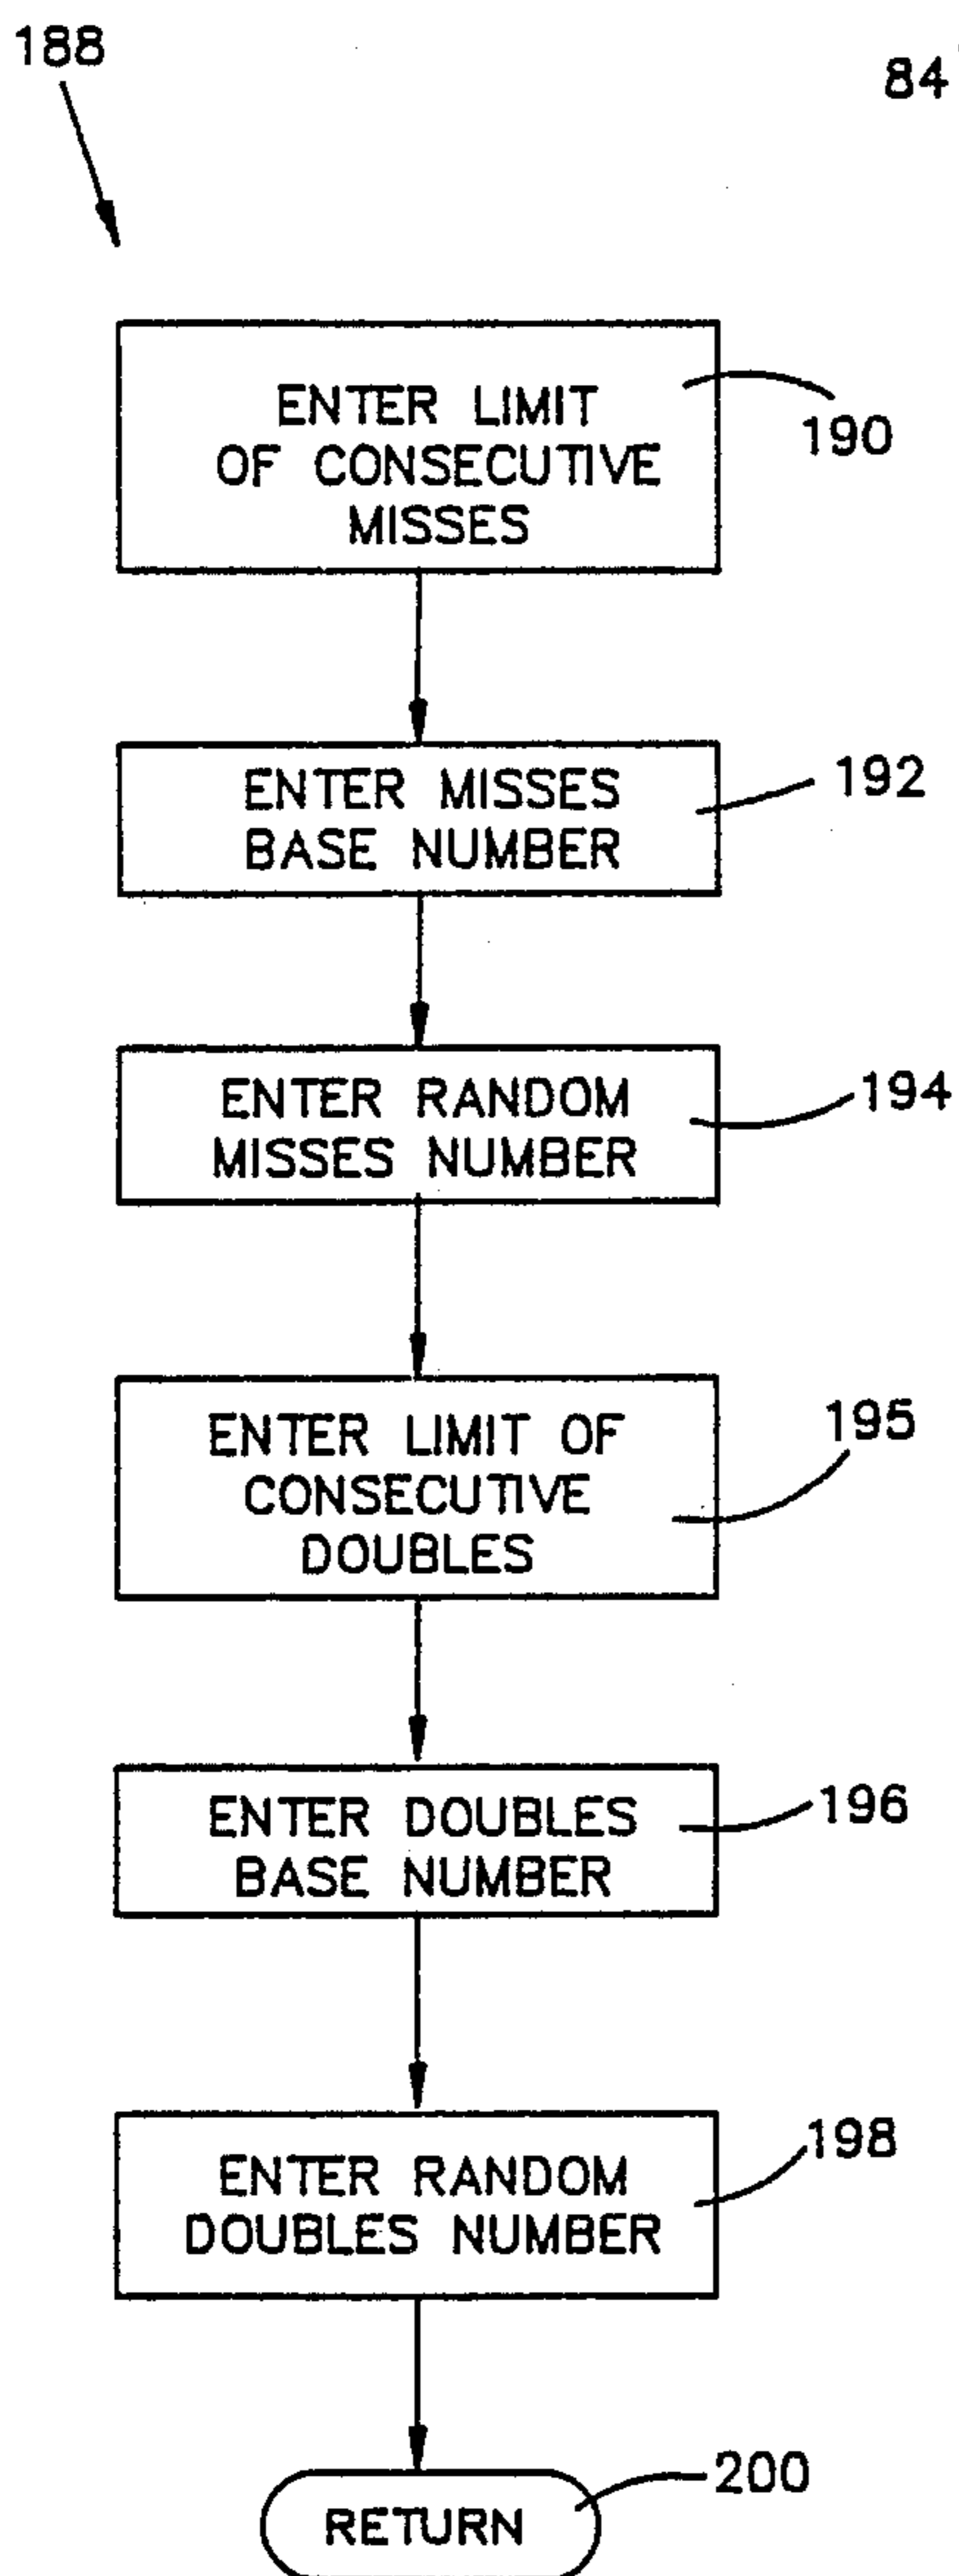 188
84
ENTER LIMIT
OF CONSECUTIVE
MISSES
190
ENTER MISSES
BASE NUMBER
192
ENTER RANDOM
MISSES NUMBER
194
ENTER LIMIT OF
CONSECUTIVE
DOUBLES
195
ENTER DOUBLES
BASE NUMBER
196
ENTER RANDOM
DOUBLES NUMBER
198
RETURN
200